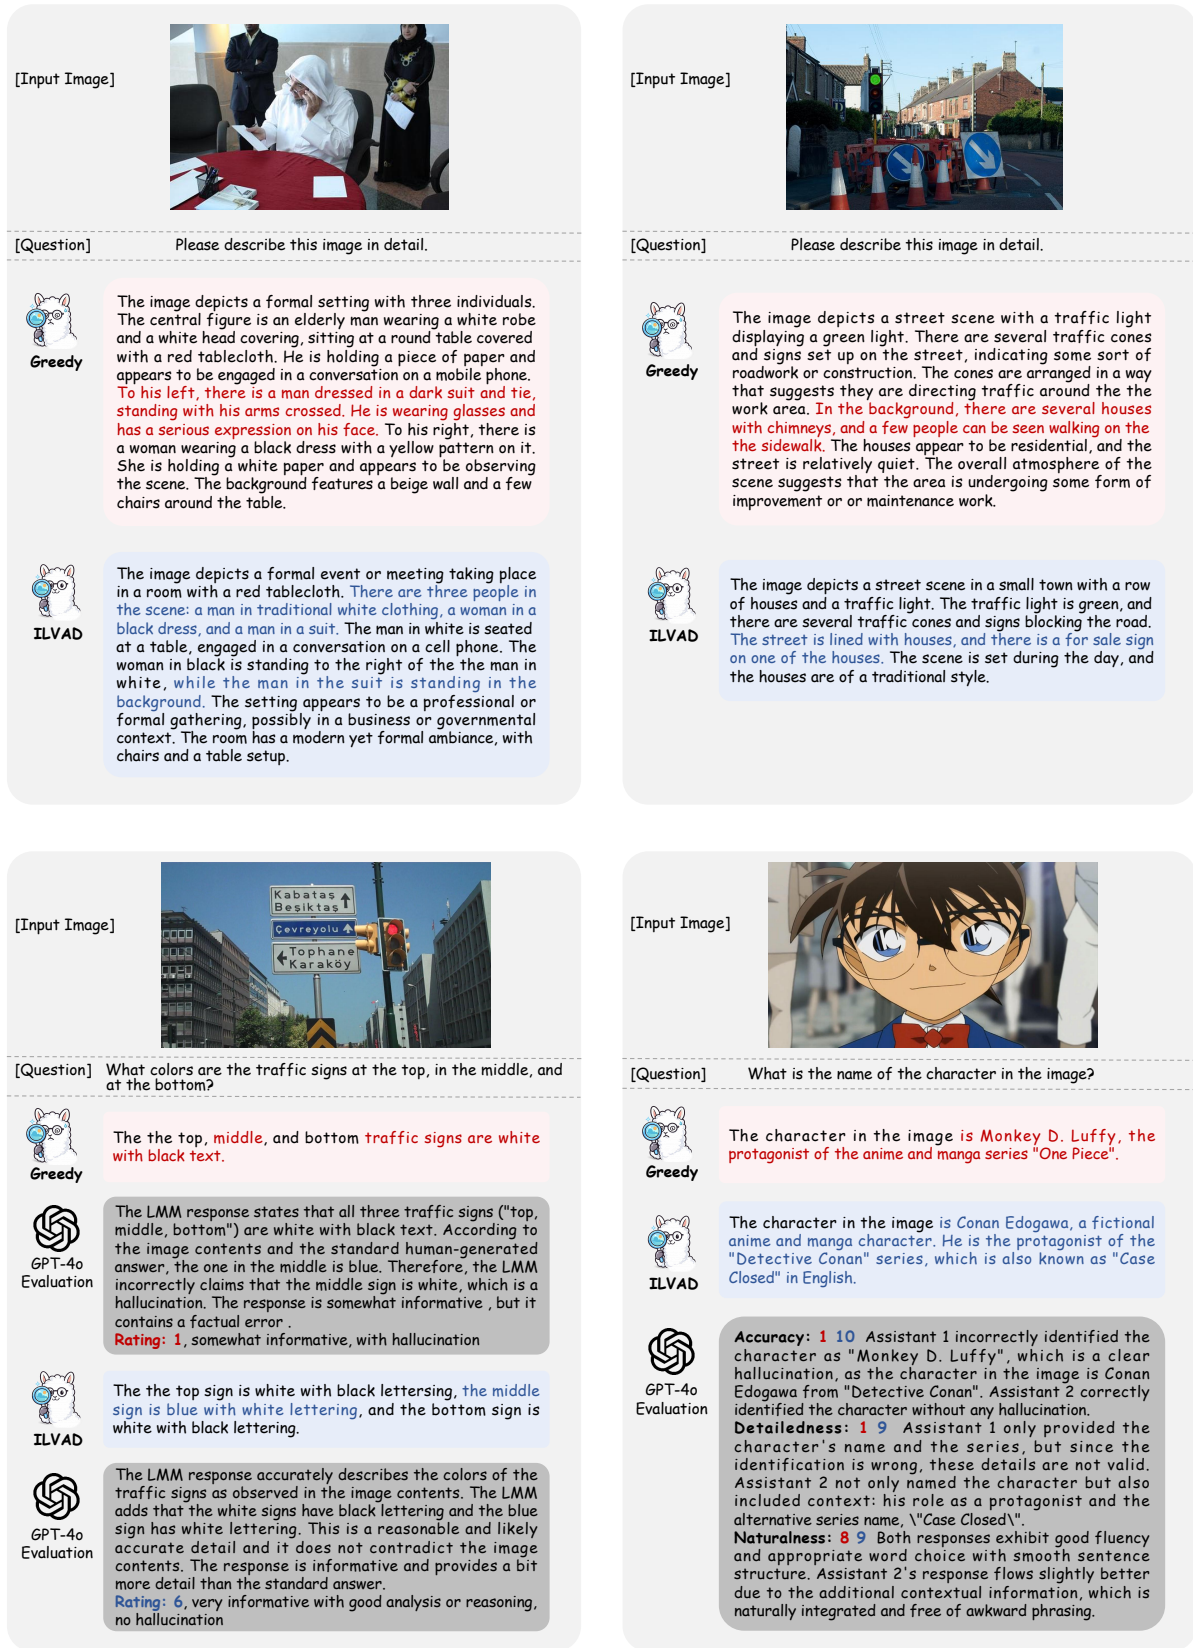 [Input Image]
[Question]
Please describe this image in detail.
Greedy
The image depicts a formal setting with three individuals.
The central figure is an elderly man wearing a white robe
and a white head covering, sitting at a round table covered
with a red tablecloth. He is holding a piece of paper and
appears to be engaged in a conversation on a mobile phone.
To his left, there is a man dressed in a dark suit and tie,
standing with his arms crossed. He is wearing glasses and
has a serious expression on his face. To his right, there is
a woman wearing a black dress with a yellow pattern on it.
She is holding a white paper and appears to be observing
the scene. The background features a beige wall and a few
chairs around the table.
ILVAD
The image depicts a formal event or meeting taking place
in a room with a red tablecloth. There are three people in
the scene: a man in traditional white clothing, a woman in a
black dress, and a man in a suit. The man in white is seated
at a table, engaged in a conversation on a cell phone. The
woman in black is standing to the right of the the man in
white, while the man in the suit is standing in the
background. The setting appears to be a professional or
formal gathering, possibly in a business or governmental
context. The room has a modern yet formal ambiance, with
chairs and a table setup.
[Input Image]
[Question]
Please describe this image in detail.
Greedy
The image depicts a street scene with a traffic light
displaying a green light. There are several traffic cones
and signs set up on the street, indicating some sort of
roadwork or construction. The cones are arranged in a way
that suggests they are directing traffic around the the
work area. In the background, there are several houses
with chimneys, and a few people can be seen walking on the
the sidewalk. The houses appear to be residential, and the
street is relatively quiet. The overall atmosphere of the
scene suggests that the area is undergoing some form of
improvement or or maintenance work.
ILVAD
The image depicts a street scene in a small town with a row
of houses and a traffic light. The traffic light is green, and
there are several traffic cones and signs blocking the road.
The street is lined with houses, and there is a for sale sign
on one of the houses. The scene is set during the day, and
the houses are of a traditional style.
[Input Image]
Kabataş
Beşiktaş
Çevreyolu
Tophane
Karaköy
[Question]
What colors are the traffic signs at the top, in the middle, and
at the bottom?
Greedy
The the top, middle, and bottom traffic signs are white
with black text.
GPT-4o
Evaluation
The LMM response states that all three traffic signs ("top,
middle, bottom") are white with black text. According to
the image contents and the standard human-generated
answer, the one in the middle is blue. Therefore, the LMM
incorrectly claims that the middle sign is white, which is a
hallucination. The response is somewhat informative , but it
contains a factual error .
Rating: 1, somewhat informative, with hallucination
ILVAD
The the top sign is white with black lettersing, the middle
sign is blue with white lettering, and the bottom sign is
white with black lettering.
GPT-4o
Evaluation
The LMM response accurately describes the colors of the
traffic signs as observed in the image contents. The LMM
adds that the white signs have black lettering and the blue
sign has white lettering. This is a reasonable and likely
accurate detail and it does not contradict the image
contents. The response is informative and provides a bit
more detail than the standard answer.
Rating: 6, very informative with good analysis or reasoning,
no hallucination
[Input Image]
[Question]
What is the name of the character in the image?
Greedy
The character in the image is Monkey D. Luffy, the
protagonist of the anime and manga series "One Piece".
ILVAD
The character in the image is Conan Edogawa, a fictional
anime and manga character. He is the protagonist of the
"Detective Conan" series, which is also known as "Case
Closed" in English.
GPT-4o
Evaluation
Accuracy: 1 10 Assistant 1 incorrectly identified the
character as "Monkey D. Luffy", which is a clear
hallucination, as the character in the image is Conan
Edogawa from "Detective Conan". Assistant 2 correctly
identified the character without any hallucination.
Detailedness: 1 9 Assistant 1 only provided the
character's name and the series, but since the
identification is wrong, these details are not valid.
Assistant 2 not only named the character but also
included context: his role as a protagonist and the
alternative series name, \"Case Closed\".
Naturalness: 8 9 Both responses exhibit good fluency
and appropriate word choice with smooth sentence
structure. Assistant 2's response flows slightly better
due to the additional contextual information, which is
naturally integrated and free of awkward phrasing.